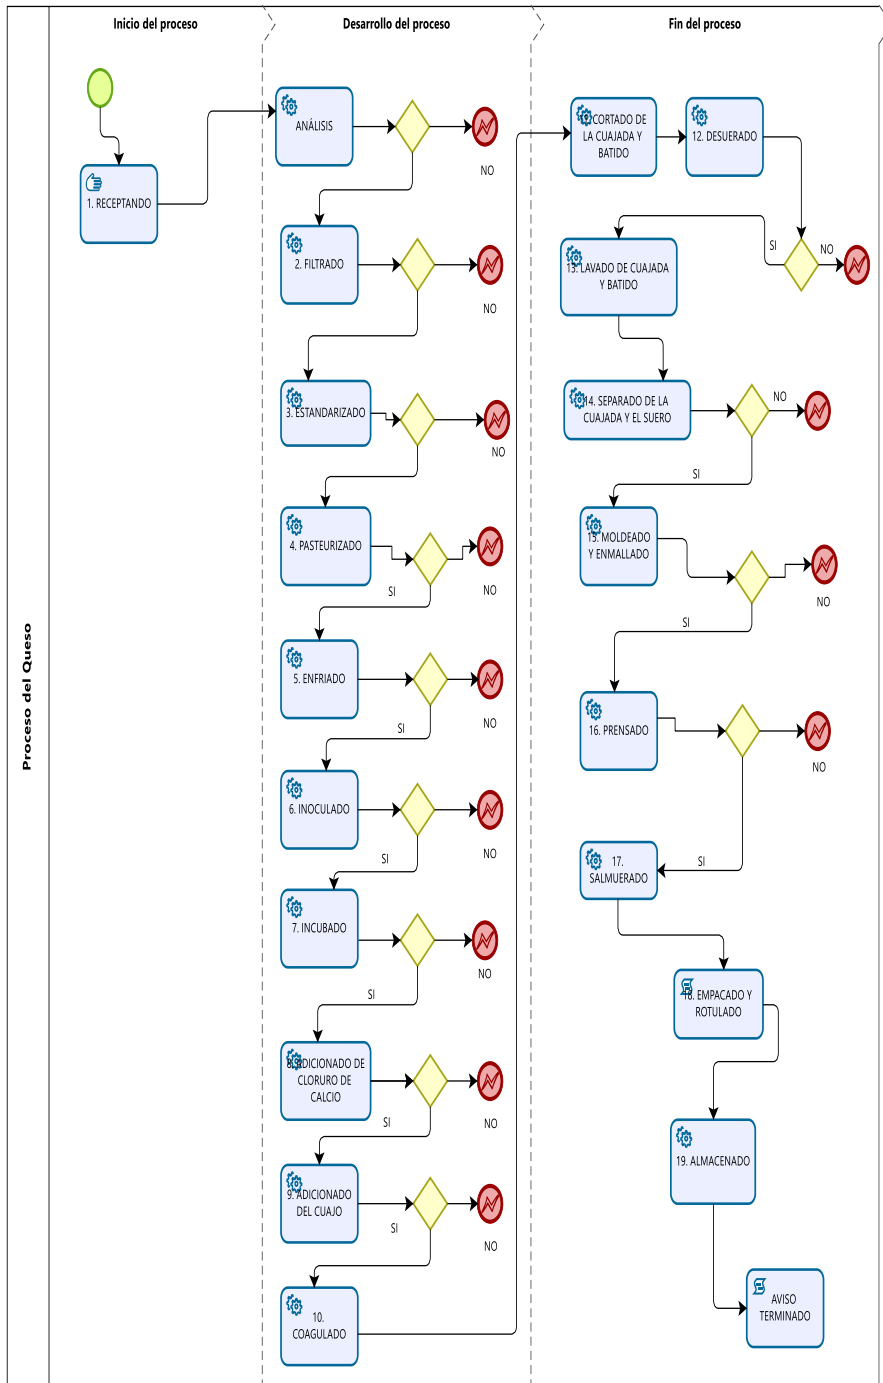 Proceso del Queso
Inicio del proceso
Desarrollo del proceso
Fin del proceso
1. RECEPTANDO
ANÁLISIS
NO
2. FILTRADO
NO
3. ESTANDARIZADO
NO
4. PASTEURIZADO
NO
SI
5. ENFRIADO
NO
SI
6. INOCULADO
NO
SI
7. INCUBADO
NO
SI
8. ADICIONADO DE
CLORURO DE
CALCIO
NO
SI
9. ADICIONADO
DEL CUAJO
NO
SI
10.
COAGULADO
CORTADO DE
LA CUAJADA Y
BATIDO
12. DESUERADO
SI
NO
13. LAVADO DE CUAJADA
Y BATIDO
14. SEPARADO DE LA
CUAJADA Y EL SUERO
NO
SI
15. MOLDEADO
Y ENMALLADO
NO
SI
16. PRENSADO
NO
SI
17.
SALMUERADO
18. EMPACADO Y
ROTULADO
19. ALMACENADO
AVISO
TERMINADO